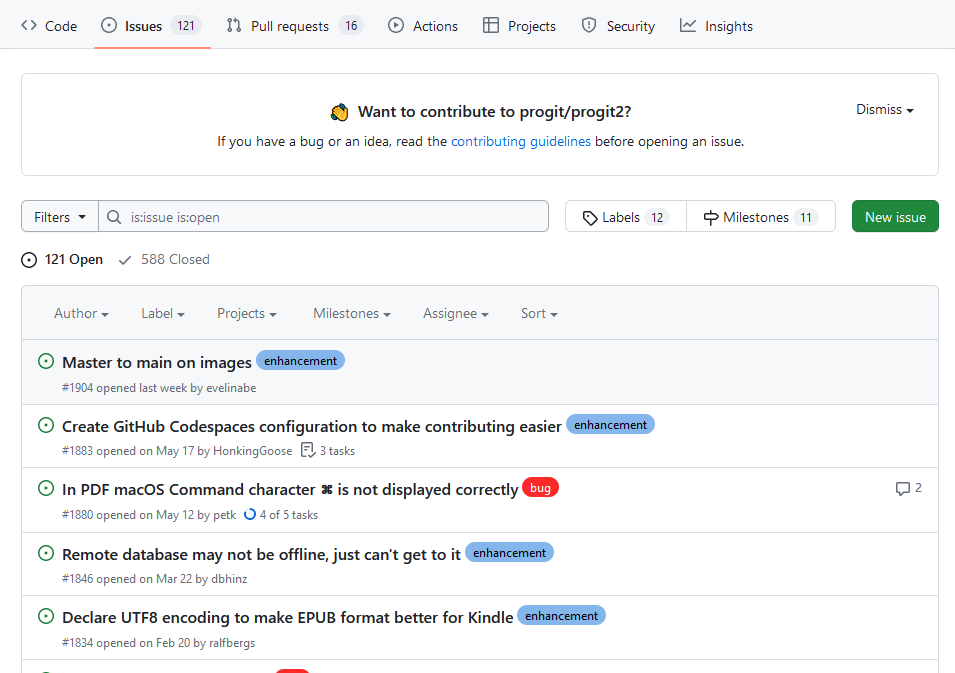 Code Issues 121 Pull requests 16 Actions Projects Security Insights
Want to contribute to progit/progit2?
Dismiss
If you have a bug or an idea, read the contributing guidelines before opening an issue.
Filters is:issue is:open Labels 12 Milestones 11 New issue
121 Open 588 Closed
Author Label Projects Milestones Assignee Sort
Master to main on images enhancement
#1904 opened last week by evelinabe
Create GitHub Codespaces configuration to make contributing easier enhancement
#1883 opened on May 17 by HonkingGoose 3 tasks
In PDF macOS Command character ⌘ is not displayed correctly bug 2
#1880 opened on May 12 by petk 4 of 5 tasks
Remote database may not be offline, just can't get to it enhancement
#1846 opened on Mar 22 by dbhinz
Declare UTF8 encoding to make EPUB format better for Kindle enhancement
#1834 opened on Feb 20 by ralfbergs